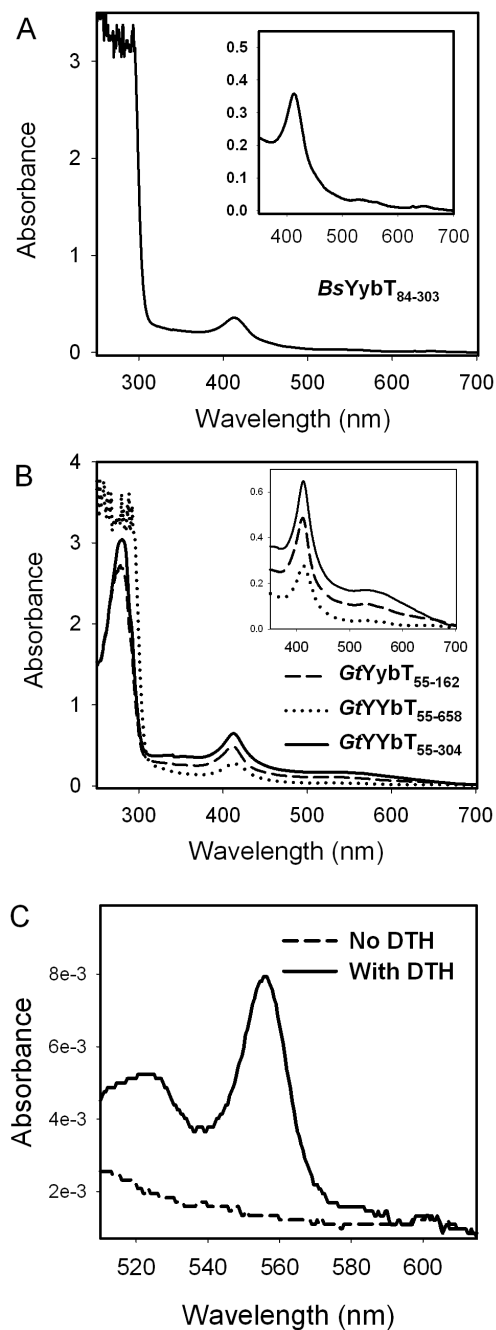 A
3
2
1
0
Absorbance
0.5
0.4
0.3
0.2
0.1
0.0
400 500 600 700
BsYybT84-303
300 400 500 600 700
Wavelength (nm)
B
4
3
2
1
0
Absorbance
0.6
0.4
0.2
0.0
400 500 600 700
GtYybT55-162
GtYYbT55-658
GtYYbT55-304
300 400 500 600 700
Wavelength (nm)
C
No DTH
With DTH
8e-3
6e-3
4e-3
2e-3
Absorbance
520 540 560 580 600
Wavelength (nm)